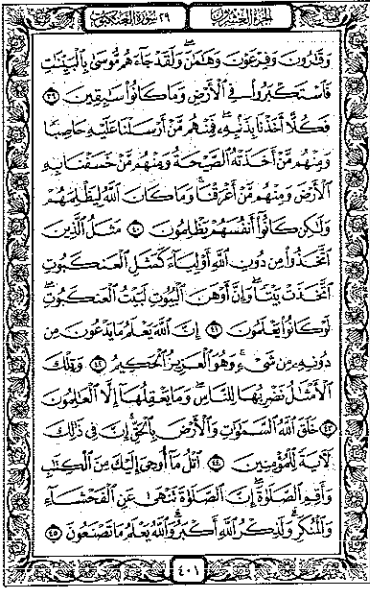 الجزء العشرون ٢٩ سورة العنكبوت
وَقَٰرُونَ وَفِرْعَوْنَ وَهَٰمَٰنَ ۖ وَلَقَدْ جَآءَهُم مُّوسَىٰ بِٱلْبَيِّنَٰتِ
فَٱسْتَكْبَرُوا۟ فِى ٱلْأَرْضِ وَمَا كَانُوا۟ سَٰبِقِينَ ٣٩
فَكُلًّا أَخَذْنَا بِذَنۢبِهِۦ ۖ فَمِنْهُم مَّنْ أَرْسَلْنَا عَلَيْهِ حَاصِبًا
وَمِنْهُم مَّنْ أَخَذَتْهُ ٱلصَّيْحَةُ وَمِنْهُم مَّنْ خَسَفْنَا بِهِ
ٱلْأَرْضَ وَمِنْهُم مَّنْ أَغْرَقْنَا ۚ وَمَا كَانَ ٱللَّهُ لِيَظْلِمَهُمْ
وَلَٰكِن كَانُوٓا۟ أَنفُسَهُمْ يَظْلِمُونَ ٤٠ مَثَلُ ٱلَّذِينَ
ٱتَّخَذُوا۟ مِن دُونِ ٱللَّهِ أَوْلِيَآءَ كَمَثَلِ ٱلْعَنكَبُوتِ
ٱتَّخَذَتْ بَيْتًا ۖ وَإِنَّ أَوْهَنَ ٱلْبُيُوتِ لَبَيْتُ ٱلْعَنكَبُوتِ ۖ
لَوْ كَانُوا۟ يَعْلَمُونَ ٤١ إِنَّ ٱللَّهَ يَعْلَمُ مَا يَدْعُونَ مِن
دُونِهِۦ مِن شَىْءٍ ۚ وَهُوَ ٱلْعَزِيزُ ٱلْحَكِيمُ ٤٢ وَتِلْكَ
ٱلْأَمْثَٰلُ نَضْرِبُهَا لِلنَّاسِ ۖ وَمَا يَعْقِلُهَآ إِلَّا ٱلْعَٰلِمُونَ
٤٣ خَلَقَ ٱللَّهُ ٱلسَّمَٰوَٰتِ وَٱلْأَرْضَ بِٱلْحَقِّ ۚ إِنَّ فِى ذَٰلِكَ
لَءَايَةً لِّلْمُؤْمِنِينَ ٤٤ ٱتْلُ مَآ أُوحِىَ إِلَيْكَ مِنَ ٱلْكِتَٰبِ
وَأَقِمِ ٱلصَّلَوٰةَ ۖ إِنَّ ٱلصَّلَوٰةَ تَنْهَىٰ عَنِ ٱلْفَحْشَآءِ
وَٱلْمُنكَرِ ۗ وَلَذِكْرُ ٱللَّهِ أَكْبَرُ ۗ وَٱللَّهُ يَعْلَمُ مَا تَصْنَعُونَ ٤٥
٤٠١